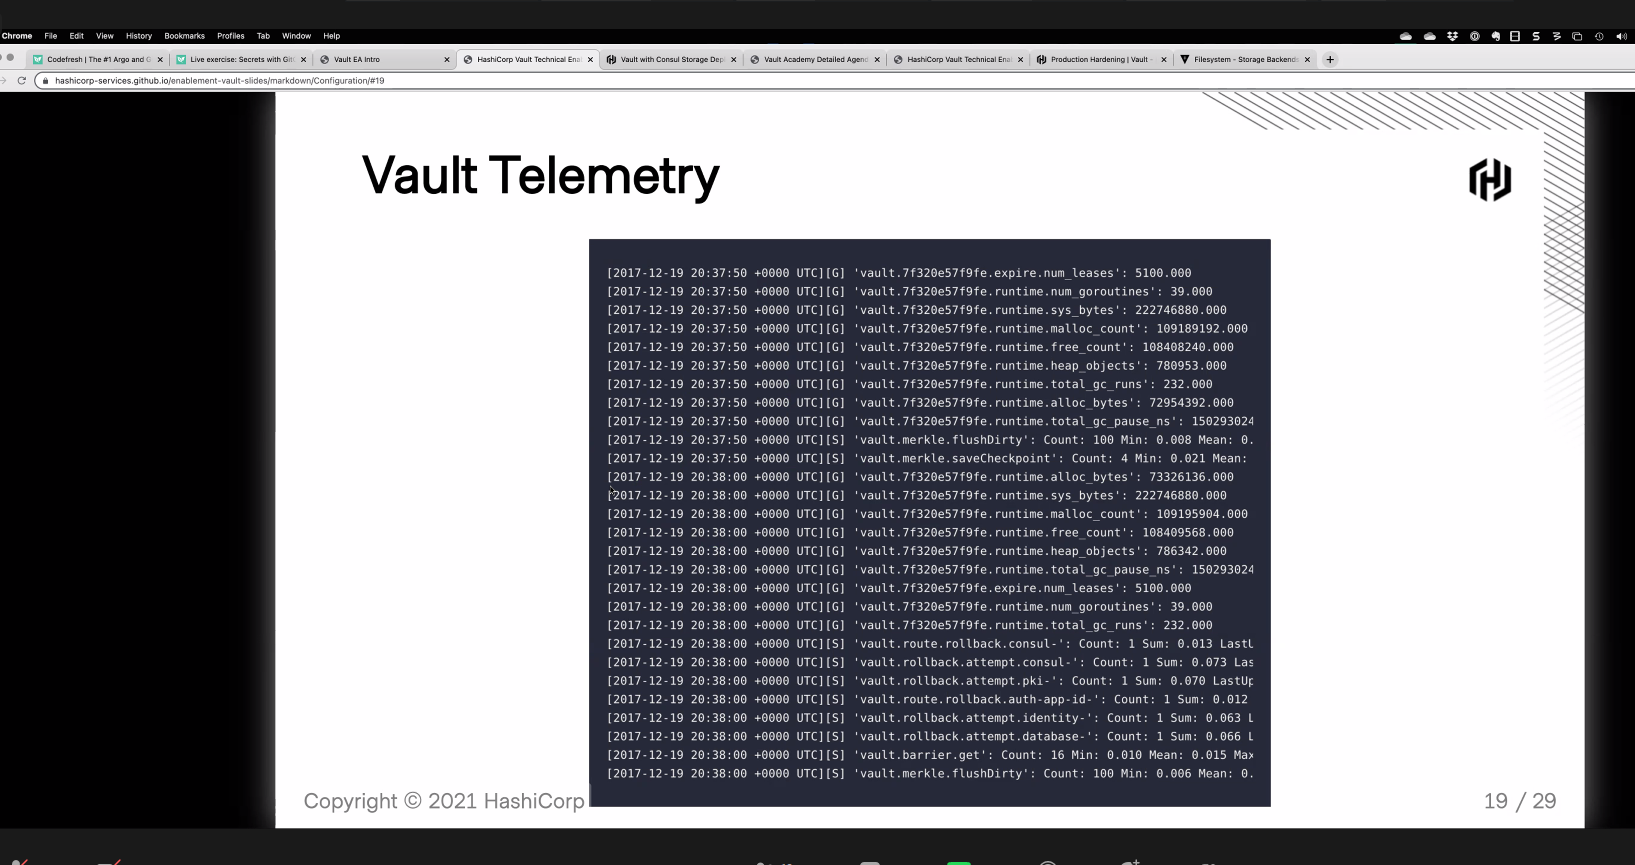 Chrome File Edit View History Bookmarks Profiles Tab Window Help
Codefresh | The #1 Argo and G
Live exercise: Secrets with Git
Vault EA Intro
HashiCorp Vault Technical Enal
Vault with Consul Storage Depl
Vault Academy Detailed Agend
HashiCorp Vault Technical Enal
Production Hardening | Vault -
Filesystem - Storage Backends
hashicorp-services.github.io/enablement-vault-slides/markdown/Configuration/#19
Vault Telemetry
[2017-12-19 20:37:50 +0000 UTC][G] 'vault.7f320e57f9fe.expire.num_leases': 5100.000
[2017-12-19 20:37:50 +0000 UTC][G] 'vault.7f320e57f9fe.runtime.num_goroutines': 39.000
[2017-12-19 20:37:50 +0000 UTC][G] 'vault.7f320e57f9fe.runtime.sys_bytes': 222746880.000
[2017-12-19 20:37:50 +0000 UTC][G] 'vault.7f320e57f9fe.runtime.malloc_count': 109189192.000
[2017-12-19 20:37:50 +0000 UTC][G] 'vault.7f320e57f9fe.runtime.free_count': 108408240.000
[2017-12-19 20:37:50 +0000 UTC][G] 'vault.7f320e57f9fe.runtime.heap_objects': 780953.000
[2017-12-19 20:37:50 +0000 UTC][G] 'vault.7f320e57f9fe.runtime.total_gc_runs': 232.000
[2017-12-19 20:37:50 +0000 UTC][G] 'vault.7f320e57f9fe.runtime.alloc_bytes': 72954392.000
[2017-12-19 20:37:50 +0000 UTC][G] 'vault.7f320e57f9fe.runtime.total_gc_pause_ns': 150293024
[2017-12-19 20:37:50 +0000 UTC][S] 'vault.merkle.flushDirty': Count: 100 Min: 0.008 Mean: 0.
[2017-12-19 20:37:50 +0000 UTC][S] 'vault.merkle.saveCheckpoint': Count: 4 Min: 0.021 Mean:
[2017-12-19 20:38:00 +0000 UTC][G] 'vault.7f320e57f9fe.runtime.alloc_bytes': 73326136.000
[2017-12-19 20:38:00 +0000 UTC][G] 'vault.7f320e57f9fe.runtime.sys_bytes': 222746880.000
[2017-12-19 20:38:00 +0000 UTC][G] 'vault.7f320e57f9fe.runtime.malloc_count': 109195904.000
[2017-12-19 20:38:00 +0000 UTC][G] 'vault.7f320e57f9fe.runtime.free_count': 108409568.000
[2017-12-19 20:38:00 +0000 UTC][G] 'vault.7f320e57f9fe.runtime.heap_objects': 786342.000
[2017-12-19 20:38:00 +0000 UTC][G] 'vault.7f320e57f9fe.runtime.total_gc_pause_ns': 150293024
[2017-12-19 20:38:00 +0000 UTC][G] 'vault.7f320e57f9fe.expire.num_leases': 5100.000
[2017-12-19 20:38:00 +0000 UTC][G] 'vault.7f320e57f9fe.runtime.num_goroutines': 39.000
[2017-12-19 20:38:00 +0000 UTC][G] 'vault.7f320e57f9fe.runtime.total_gc_runs': 232.000
[2017-12-19 20:38:00 +0000 UTC][S] 'vault.route.rollback.consul-': Count: 1 Sum: 0.013 LastU
[2017-12-19 20:38:00 +0000 UTC][S] 'vault.rollback.attempt.consul-': Count: 1 Sum: 0.073 Las
[2017-12-19 20:38:00 +0000 UTC][S] 'vault.rollback.attempt.pki-': Count: 1 Sum: 0.070 LastUp
[2017-12-19 20:38:00 +0000 UTC][S] 'vault.route.rollback.auth-app-id-': Count: 1 Sum: 0.012
[2017-12-19 20:38:00 +0000 UTC][S] 'vault.rollback.attempt.identity-': Count: 1 Sum: 0.063 L
[2017-12-19 20:38:00 +0000 UTC][S] 'vault.rollback.attempt.database-': Count: 1 Sum: 0.066 L
[2017-12-19 20:38:00 +0000 UTC][S] 'vault.barrier.get': Count: 16 Min: 0.010 Mean: 0.015 Max
[2017-12-19 20:38:00 +0000 UTC][S] 'vault.merkle.flushDirty': Count: 100 Min: 0.006 Mean: 0.
Copyright © 2021 HashiCorp
19 / 29